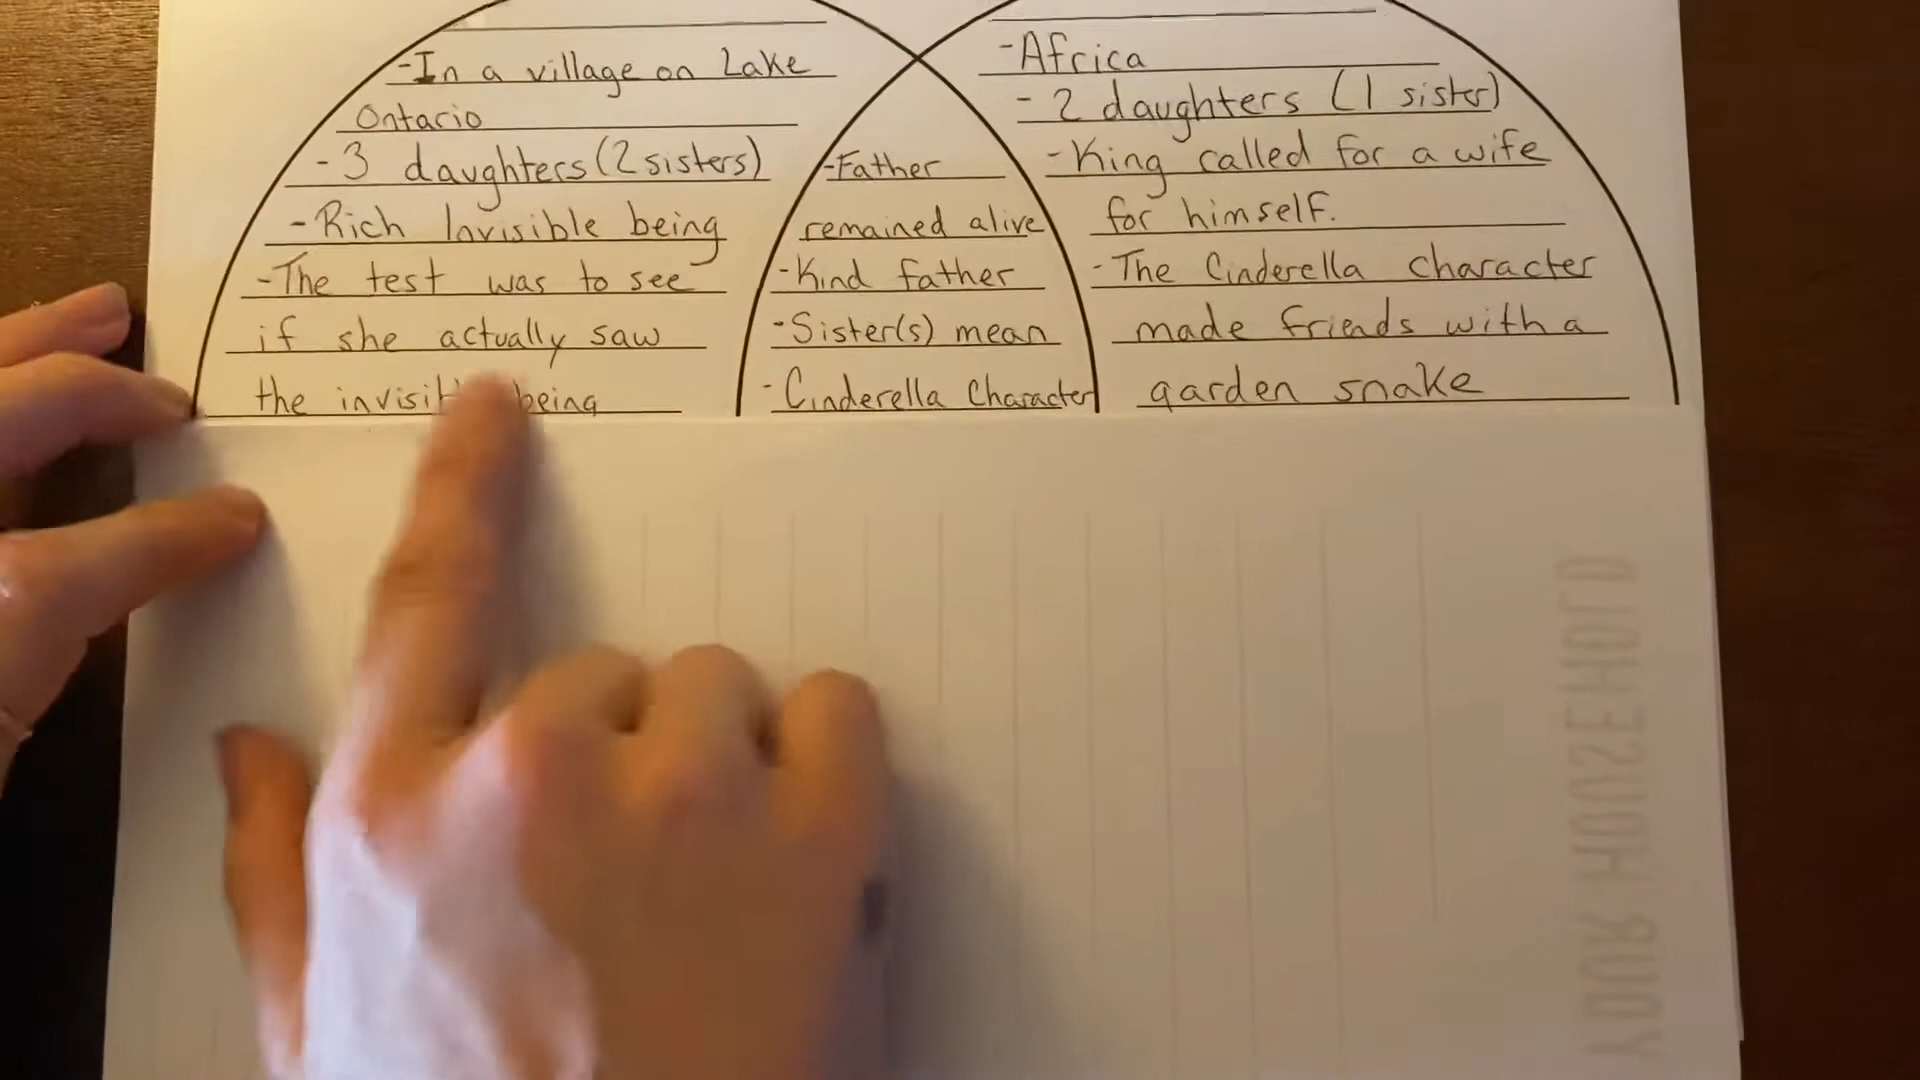 -In a village on Lake
Ontario
-3 daughters (2 sisters)
-Rich Invisible being
-The test was to see
if she actually saw
the being
-Father
remained alive
-Kind father
-Sister(s) mean
-Cinderella Character
-Africa
-2 daughters (1 sister)
-King called for a wife
for himself.
-The Cinderella character
made friends with a
garden snake
YOUR HOUSEHOLD